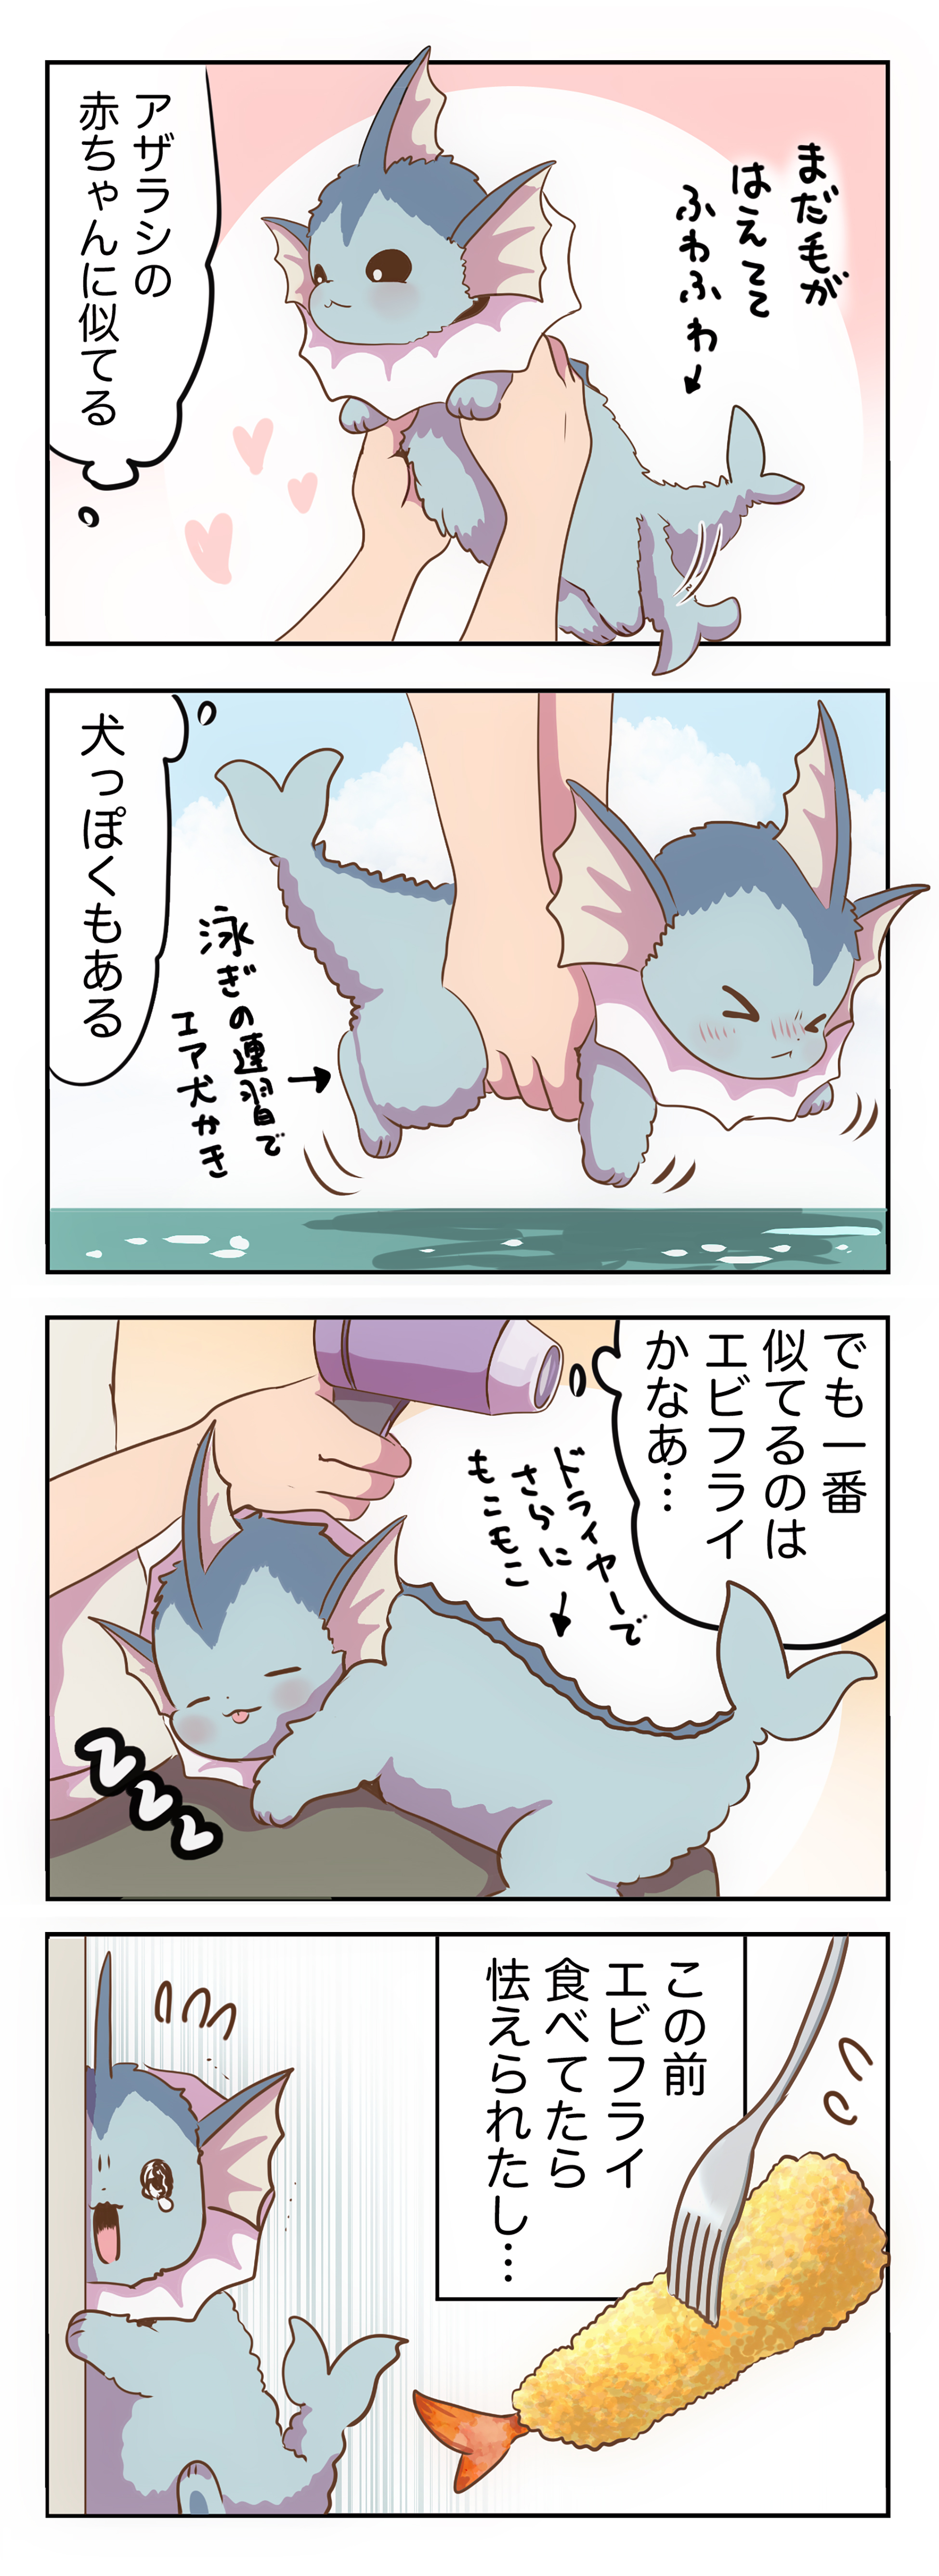 まだ毛が
はえてて
ふわふわ
アザラシの
赤ちゃんに似てる
犬っぽくもある
泳ぎの連習で
エア犬かき
でも一番
似てるのは
エビフライ
かなあ…
ドライヤーで
さらに
もこもこ
zzz
この前
エビフライ
食べてたら
怯えられたし…